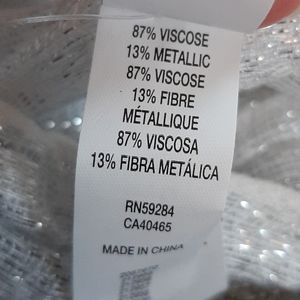 87% VISCOSE
13% METALLIC
87% VISCOSE
13% FIBRE
MÉTALLIQUE
87% VISCOSA
13% FIBRA METÁLICA
RN59284
CA40465
MADE IN CHINA